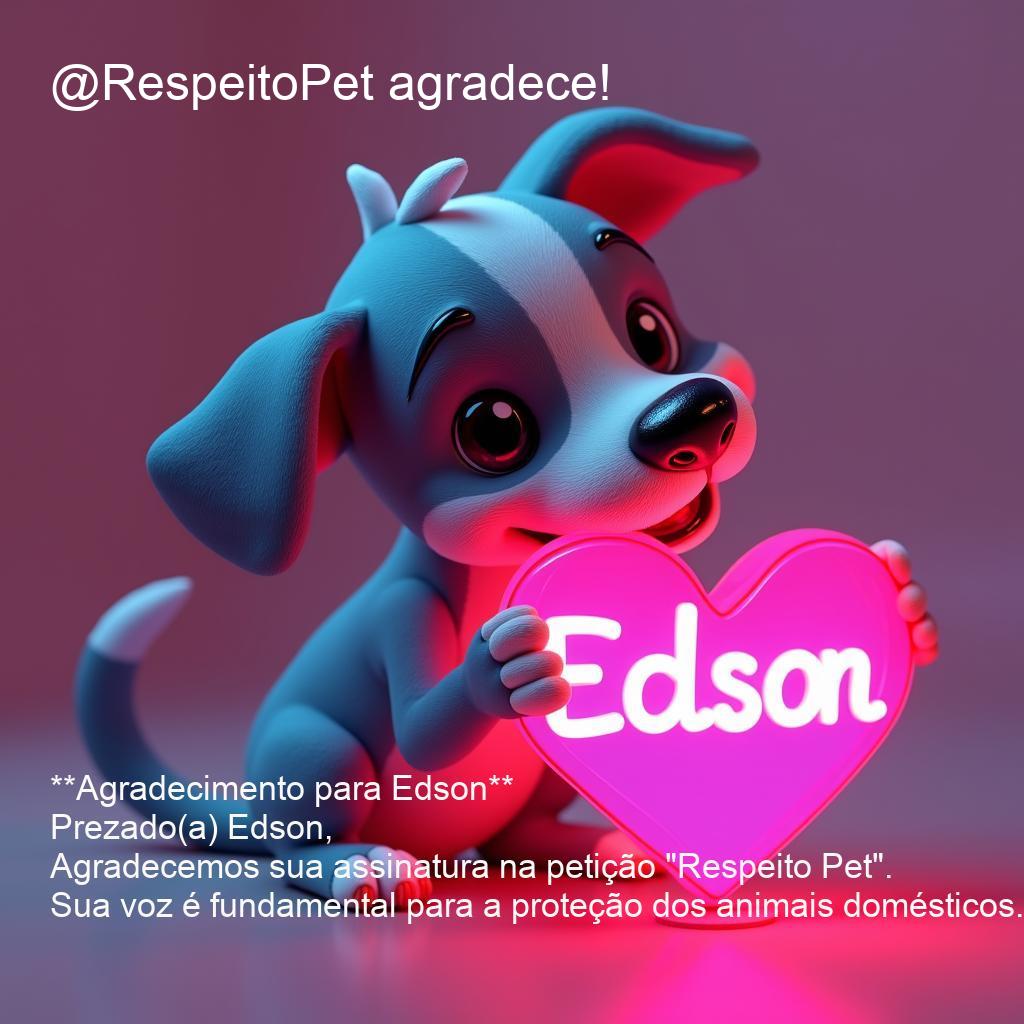 @RespeitoPet agradece!
Edson
**Agradecimento para Edson**
Prezado(a) Edson,
Agradecemos sua assinatura na petição "Respeito Pet".
Sua voz é fundamental para a proteção dos animais domésticos.